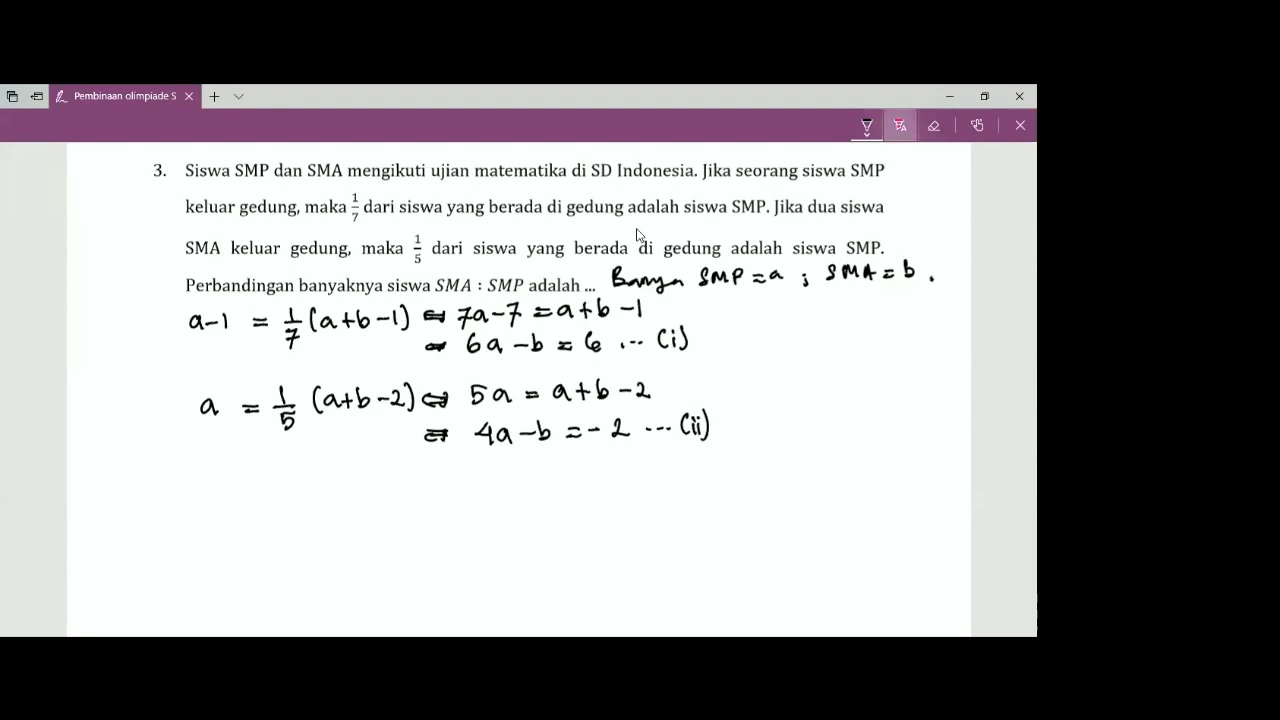 Pembinaan olimpiade S
3. Siswa SMP dan SMA mengikuti ujian matematika di SD Indonesia. Jika seorang siswa SMP
keluar gedung, maka 1/7 dari siswa yang berada di gedung adalah siswa SMP. Jika dua siswa
SMA keluar gedung, maka 1/5 dari siswa yang berada di gedung adalah siswa SMP.
Perbandingan banyaknya siswa SMA : SMP adalah ... Banya SMP = a ; SMA = b .
a-1 = 1/7 (a+b-1) ⇔ 7a-7 = a+b-1
⇔ 6a-b = 6 ... (i)
a = 1/5 (a+b-2) ⇔ 5a = a+b-2
⇔ 4a-b = -2 ... (ii)